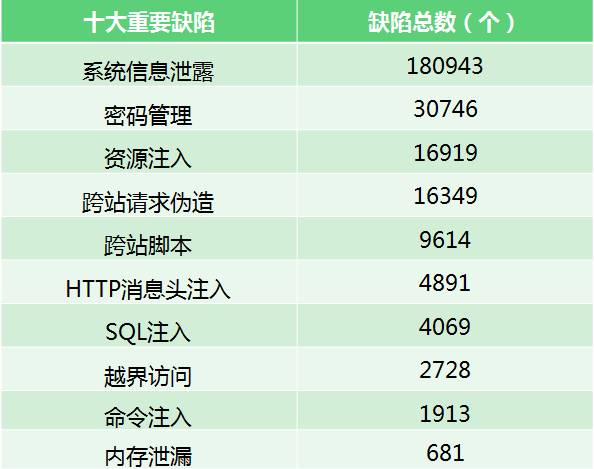 十大重要缺陷 缺陷总数（个）
系统信息泄露 180943
密码管理 30746
资源注入 16919
跨站请求伪造 16349
跨站脚本 9614
HTTP消息头注入 4891
SQL注入 4069
越界访问 2728
命令注入 1913
内存泄漏 681